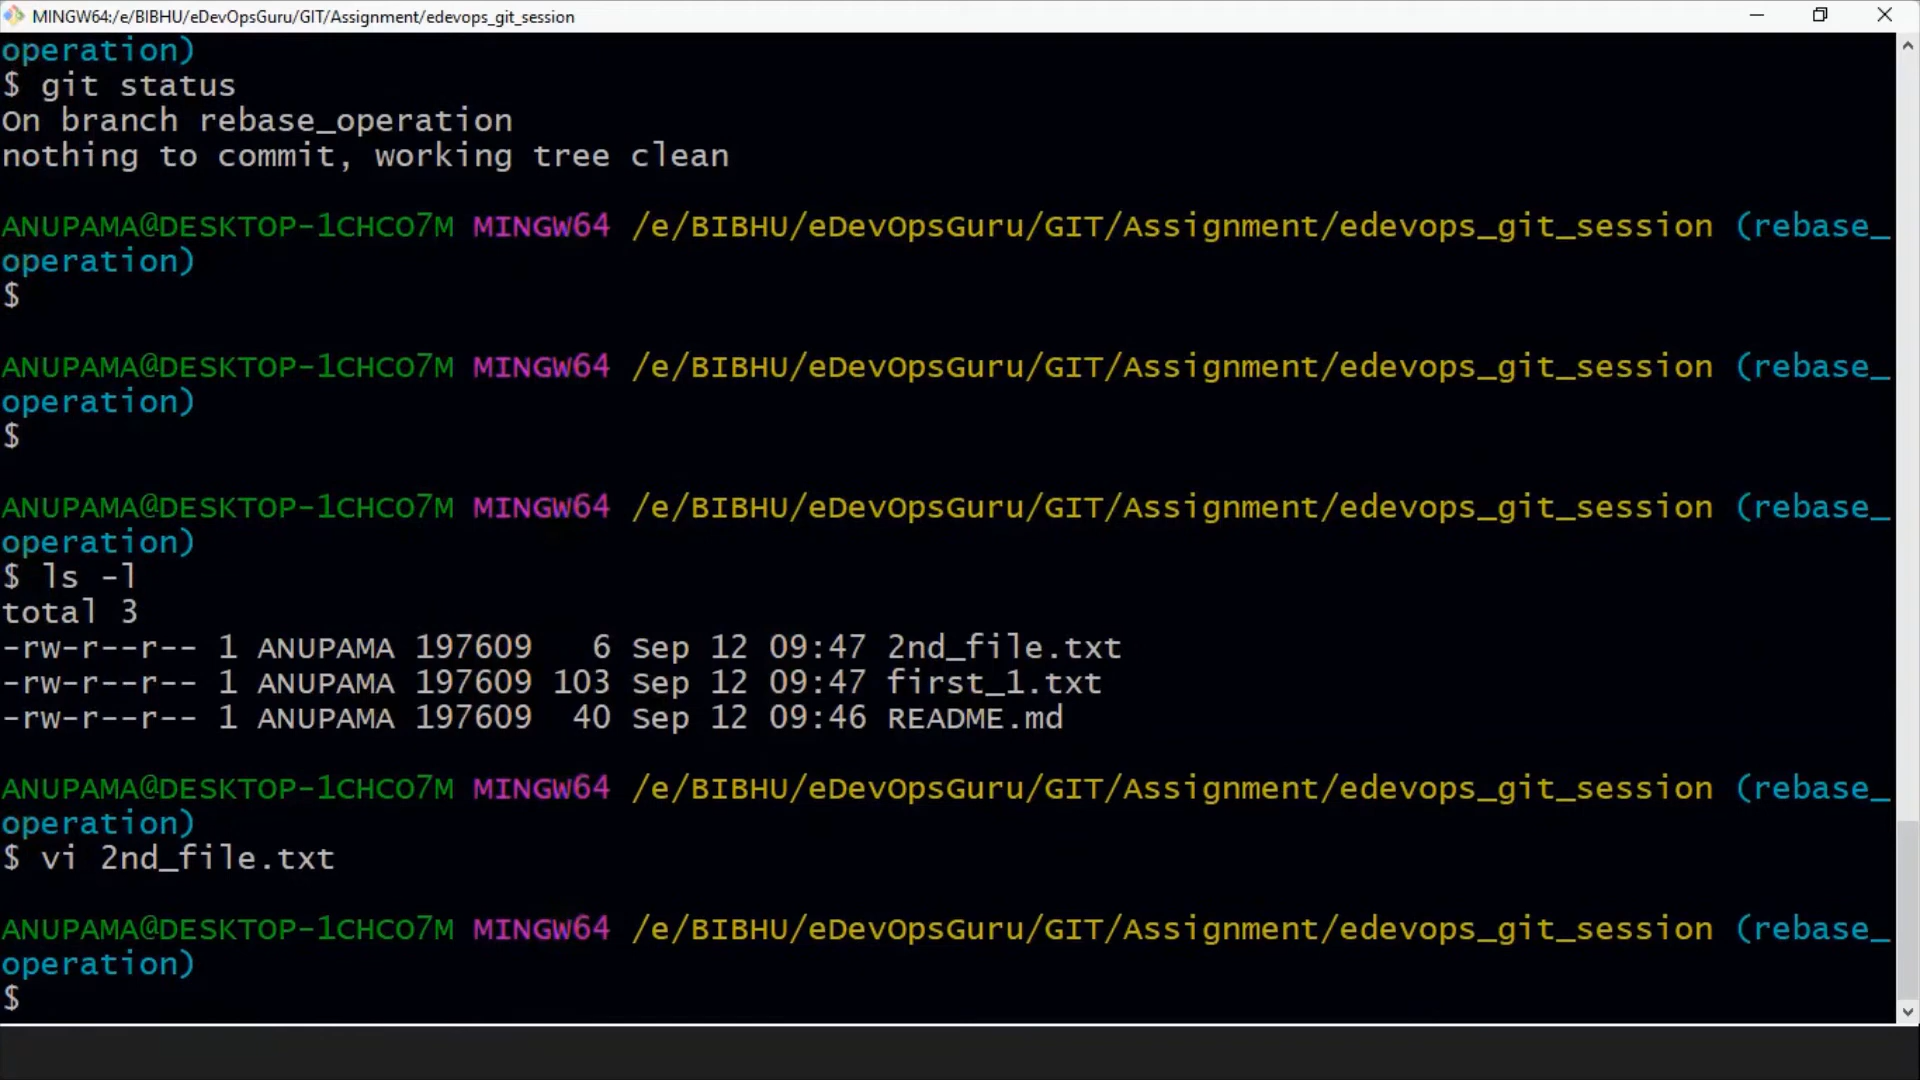 MINGW64:/e/BIBHU/eDevOpsGuru/GIT/Assignment/edevops_git_session
operation)
$ git status
On branch rebase_operation
nothing to commit, working tree clean
ANUPAMA@DESKTOP-1CHCO7M MINGW64 /e/BIBHU/eDevOpsGuru/GIT/Assignment/edevops_git_session (rebase_
operation)
$
ANUPAMA@DESKTOP-1CHCO7M MINGW64 /e/BIBHU/eDevOpsGuru/GIT/Assignment/edevops_git_session (rebase_
operation)
$
ANUPAMA@DESKTOP-1CHCO7M MINGW64 /e/BIBHU/eDevOpsGuru/GIT/Assignment/edevops_git_session (rebase_
operation)
$ ls -l
total 3
-rw-r--r-- 1 ANUPAMA 197609   6 Sep 12 09:47 2nd_file.txt
-rw-r--r-- 1 ANUPAMA 197609 103 Sep 12 09:47 first_1.txt
-rw-r--r-- 1 ANUPAMA 197609  40 Sep 12 09:46 README.md
ANUPAMA@DESKTOP-1CHCO7M MINGW64 /e/BIBHU/eDevOpsGuru/GIT/Assignment/edevops_git_session (rebase_
operation)
$ vi 2nd_file.txt
ANUPAMA@DESKTOP-1CHCO7M MINGW64 /e/BIBHU/eDevOpsGuru/GIT/Assignment/edevops_git_session (rebase_
operation)
$